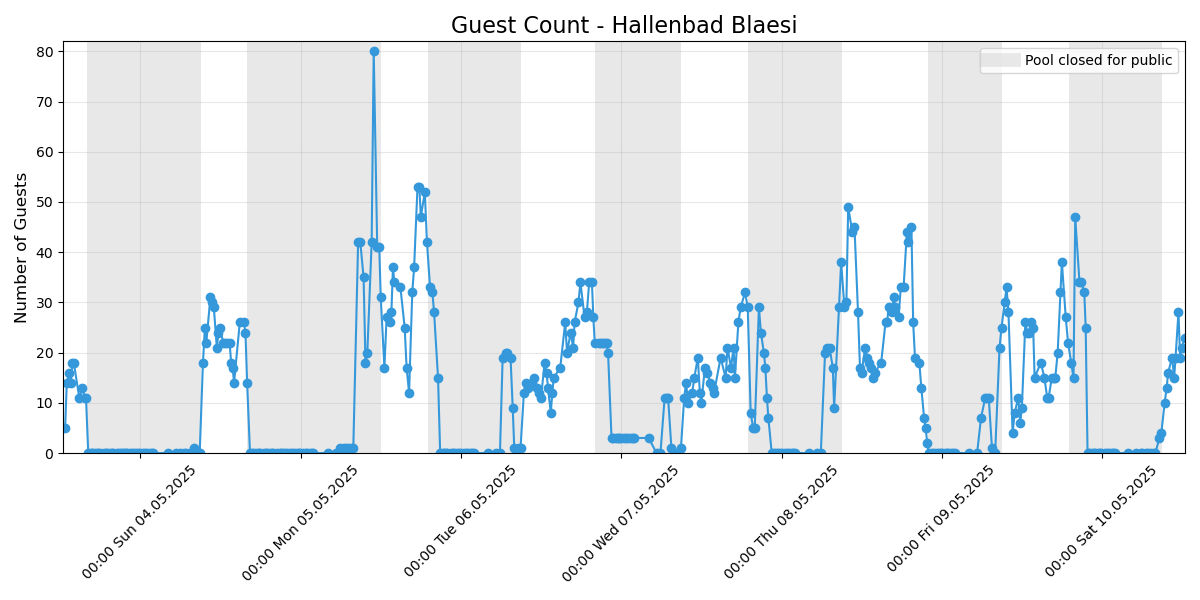 Guest Count - Hallenbad Blaesi
Pool closed for public
Number of Guests
80
70
60
50
40
30
20
10
0
00:00 Sun 04.05.2025
00:00 Mon 05.05.2025
00:00 Tue 06.05.2025
00:00 Wed 07.05.2025
00:00 Thu 08.05.2025
00:00 Fri 09.05.2025
00:00 Sat 10.05.2025